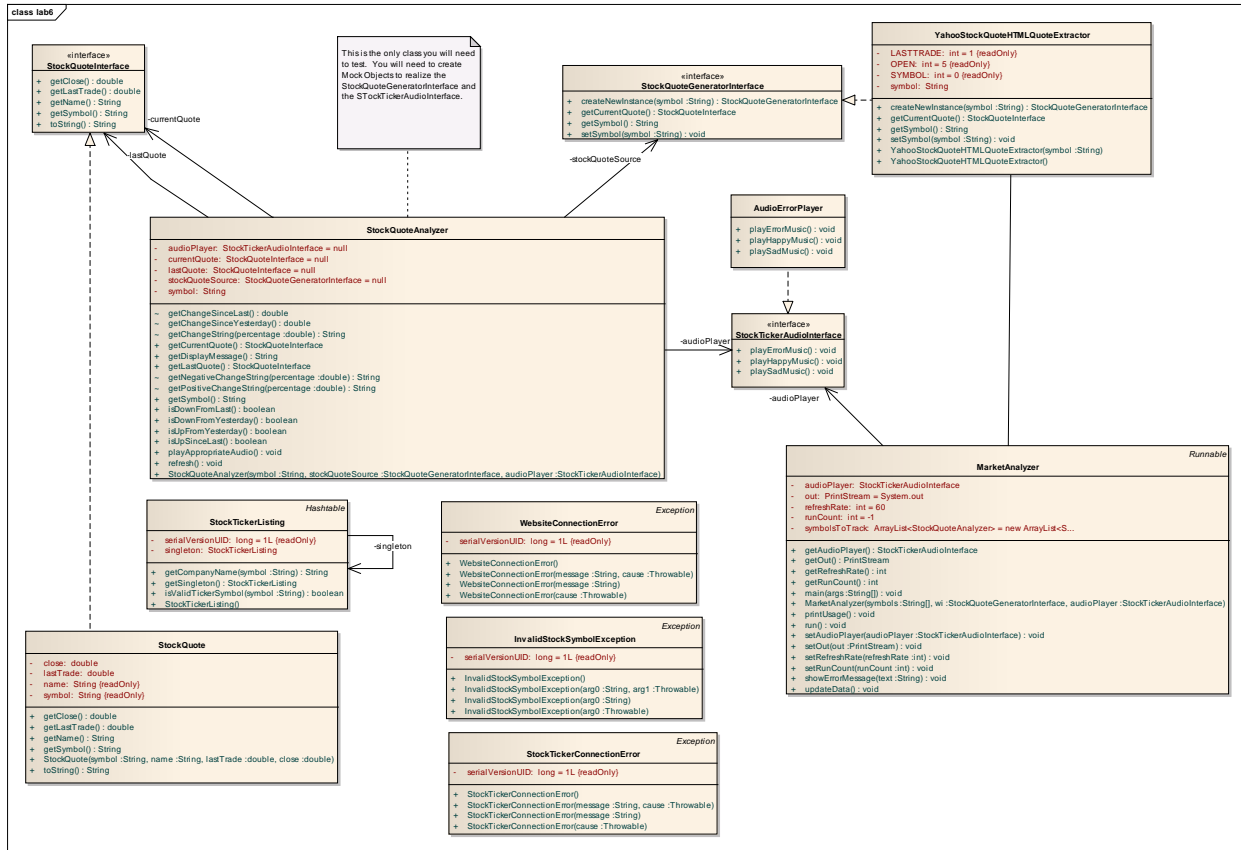 class lab6
«interface»
StockQuoteInterface
+ getClose() : double
+ getLastTrade() : double
+ getName() : String
+ getSymbol() : String
+ toString() : String
-currentQuote
-lastQuote
This is the only class you will need
to test. You will need to create
Mock Objects to realize the
StockQuoteGeneratorInterface and
the STockTickerAudioInterface.
«interface»
StockQuoteGeneratorInterface
+ createNewInstance(symbol :String) : StockQuoteGeneratorInterface
+ getCurrentQuote() : StockQuoteInterface
+ getSymbol() : String
+ setSymbol(symbol :String) : void
-stockQuoteSource
YahooStockQuoteHTMLQuoteExtractor
- LASTTRADE: int = 1 {readOnly}
- OPEN: int = 5 {readOnly}
- SYMBOL: int = 0 {readOnly}
- symbol: String
+ createNewInstance(symbol :String) : StockQuoteGeneratorInterface
+ getCurrentQuote() : StockQuoteInterface
+ getSymbol() : String
+ setSymbol(symbol :String) : void
+ YahooStockQuoteHTMLQuoteExtractor(symbol :String)
+ YahooStockQuoteHTMLQuoteExtractor()
AudioErrorPlayer
+ playErrorMusic() : void
+ playHappyMusic() : void
+ playSadMusic() : void
StockQuoteAnalyzer
- audioPlayer: StockTickerAudioInterface = null
- currentQuote: StockQuoteInterface = null
- lastQuote: StockQuoteInterface = null
- stockQuoteSource: StockQuoteGeneratorInterface = null
- symbol: String
~ getChangeSinceLast() : double
~ getChangeSinceYesterday() : double
~ getChangeString(percentage :double) : String
+ getCurrentQuote() : StockQuoteInterface
+ getDisplayMessage() : String
+ getLastQuote() : StockQuoteInterface
~ getNegativeChangeString(percentage :double) : String
~ getPositiveChangeString(percentage :double) : String
+ getSymbol() : String
+ isDownFromLast() : boolean
+ isDownFromYesterday() : boolean
+ isUpFromYesterday() : boolean
+ isUpSinceLast() : boolean
+ playAppropriateAudio() : void
+ refresh() : void
+ StockQuoteAnalyzer(symbol :String, stockQuoteSource :StockQuoteGeneratorInterface, audioPlayer :StockTickerAudioInterface)
-audioPlayer
«interface»
StockTickerAudioInterface
+ playErrorMusic() : void
+ playHappyMusic() : void
+ playSadMusic() : void
-audioPlayer
Runnable
MarketAnalyzer
- audioPlayer: StockTickerAudioInterface
- out: PrintStream = System.out
- refreshRate: int = 60
- runCount: int = -1
- symbolsToTrack: ArrayList<StockQuoteAnalyzer> = new ArrayList<S...
+ getAudioPlayer() : StockTickerAudioInterface
+ getOut() : PrintStream
+ getRefreshRate() : int
+ getRunCount() : int
+ main(args :String[]) : void
+ MarketAnalyzer(symbols :String[], wi :StockQuoteGeneratorInterface, audioPlayer :StockTickerAudioInterface)
+ printUsage() : void
+ run() : void
+ setAudioPlayer(audioPlayer :StockTickerAudioInterface) : void
+ setOut(out :PrintStream) : void
+ setRefreshRate(refreshRate :int) : void
+ setRunCount(runCount :int) : void
+ showErrorMessage(text :String) : void
+ updateData() : void
Hashtable
StockTickerListing
- serialVersionUID: long = 1L {readOnly}
- singleton: StockTickerListing
+ getCompanyName(symbol :String) : String
+ getSingleton() : StockTickerListing
+ isValidTickerSymbol(symbol :String) : boolean
+ StockTickerListing()
-singleton
Exception
WebsiteConnectionError
- serialVersionUID: long = 1L {readOnly}
+ WebsiteConnectionError()
+ WebsiteConnectionError(message :String, cause :Throwable)
+ WebsiteConnectionError(message :String)
+ WebsiteConnectionError(cause :Throwable)
Exception
InvalidStockSymbolException
- serialVersionUID: long = 1L {readOnly}
+ InvalidStockSymbolException()
+ InvalidStockSymbolException(arg0 :String, arg1 :Throwable)
+ InvalidStockSymbolException(arg0 :String)
+ InvalidStockSymbolException(arg0 :Throwable)
StockQuote
- close: double
- lastTrade: double
- name: String {readOnly}
- symbol: String {readOnly}
+ getClose() : double
+ getLastTrade() : double
+ getName() : String
+ getSymbol() : String
+ StockQuote(symbol :String, name :String, lastTrade :double, close :double)
+ toString() : String
Exception
StockTickerConnectionError
- serialVersionUID: long = 1L {readOnly}
+ StockTickerConnectionError()
+ StockTickerConnectionError(message :String, cause :Throwable)
+ StockTickerConnectionError(message :String)
+ StockTickerConnectionError(cause :Throwable)